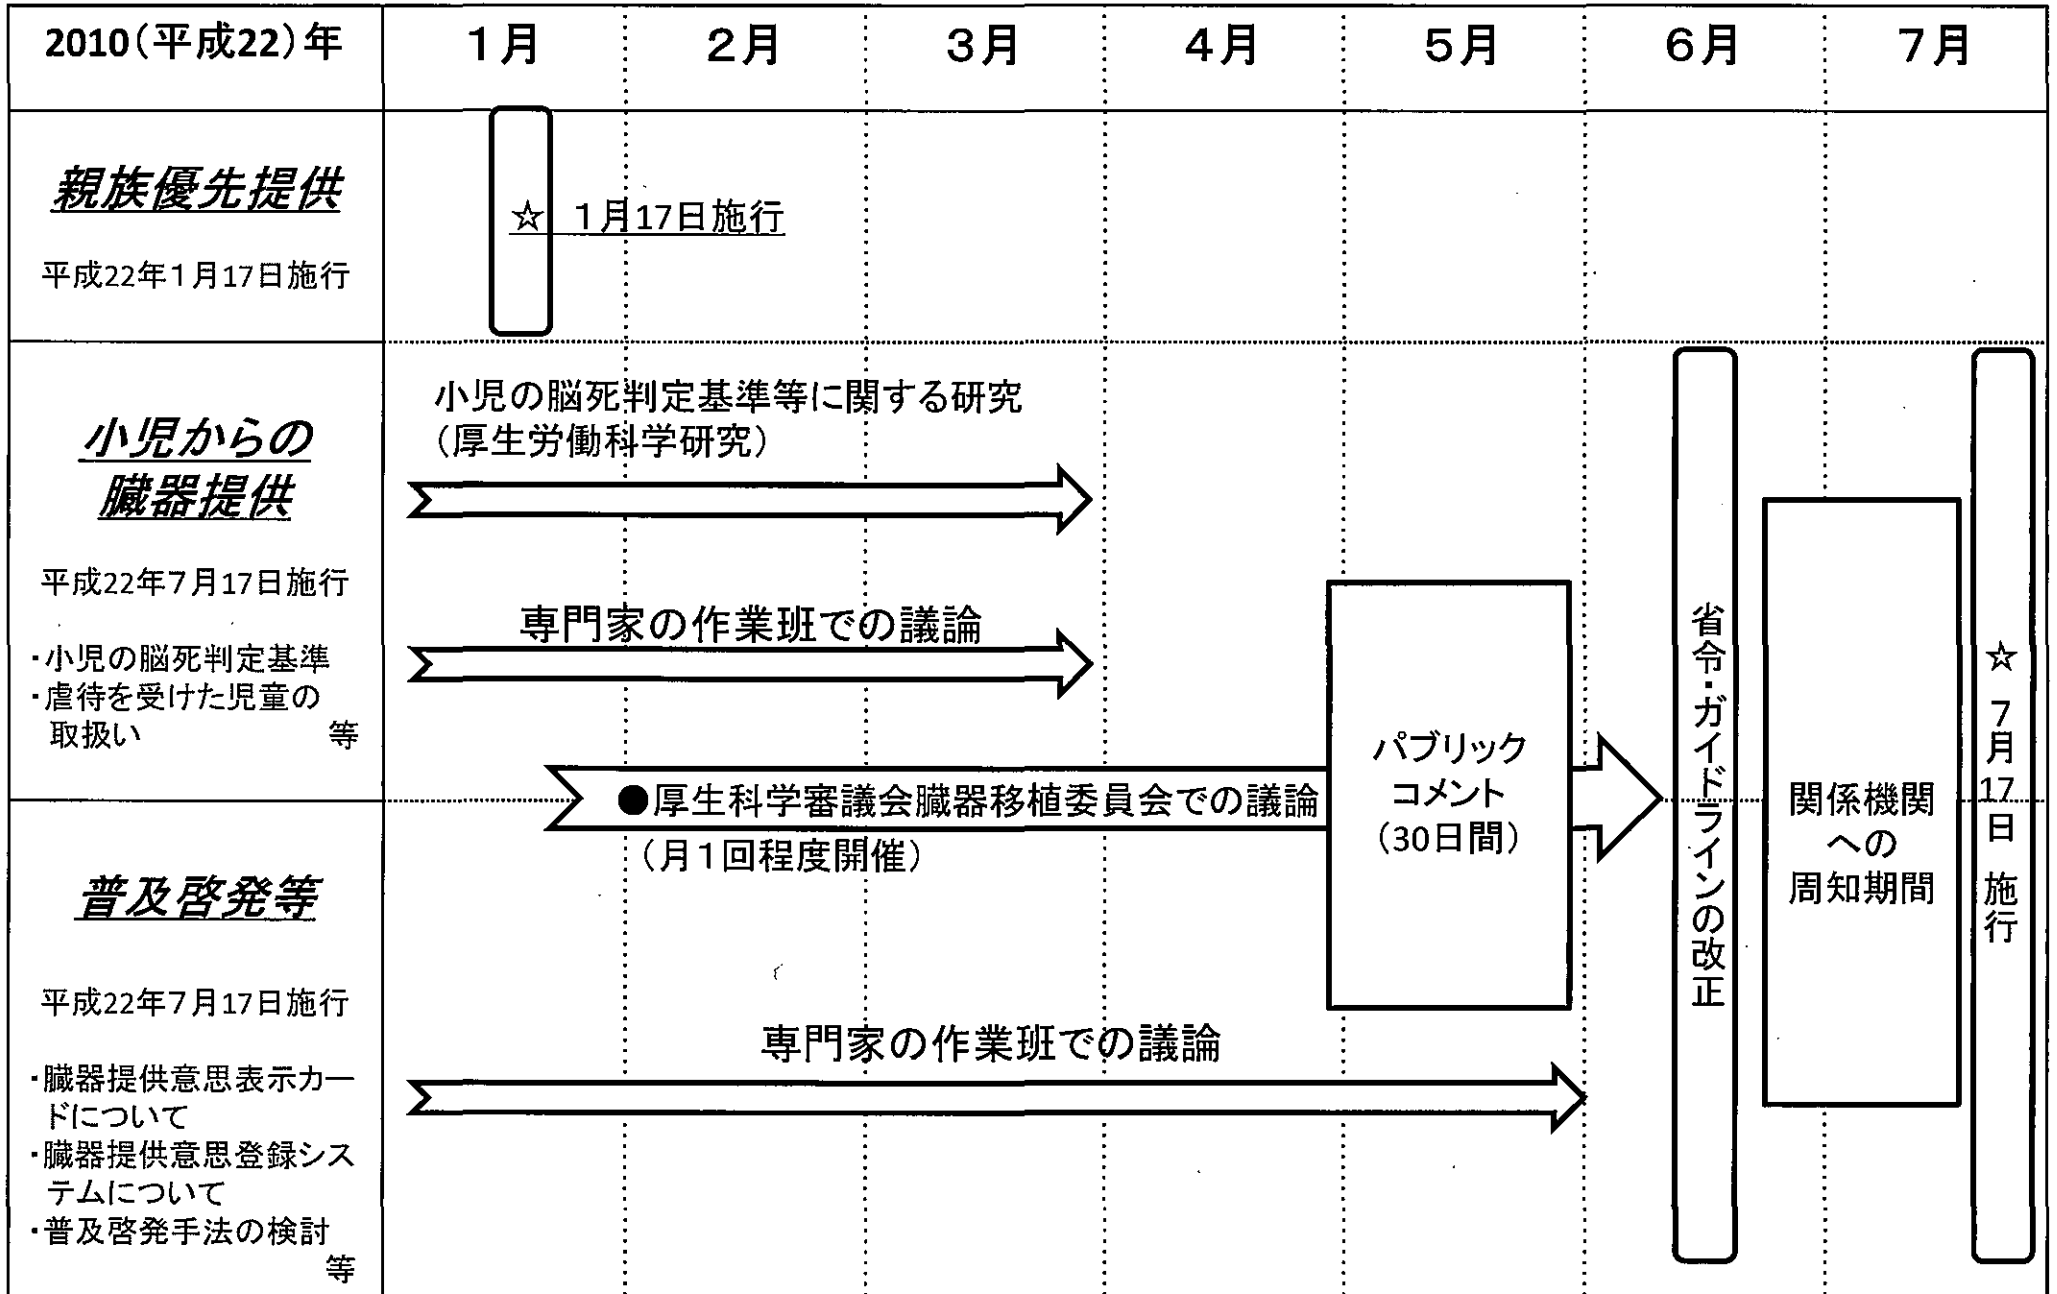 2010(平成22)年
1月
2月
3月
4月
5月
6月
7月
親族優先提供
平成22年1月17日施行
☆ 1月17日施行
小児からの
臓器提供
平成22年7月17日施行
・小児の脳死判定基準
・虐待を受けた児童の
取扱い 等
小児の脳死判定基準等に関する研究
(厚生労働科学研究)
専門家の作業班での議論
●厚生科学審議会臓器移植委員会での議論
(月1回程度開催)
パブリック
コメント
(30日間)
省令・ガイドラインの改正
関係機関
への
周知期間
☆ 7月17日 施行
普及啓発等
平成22年7月17日施行
・臓器提供意思表示カー
ドについて
・臓器提供意思登録シス
テムについて
・普及啓発手法の検討
等
専門家の作業班での議論